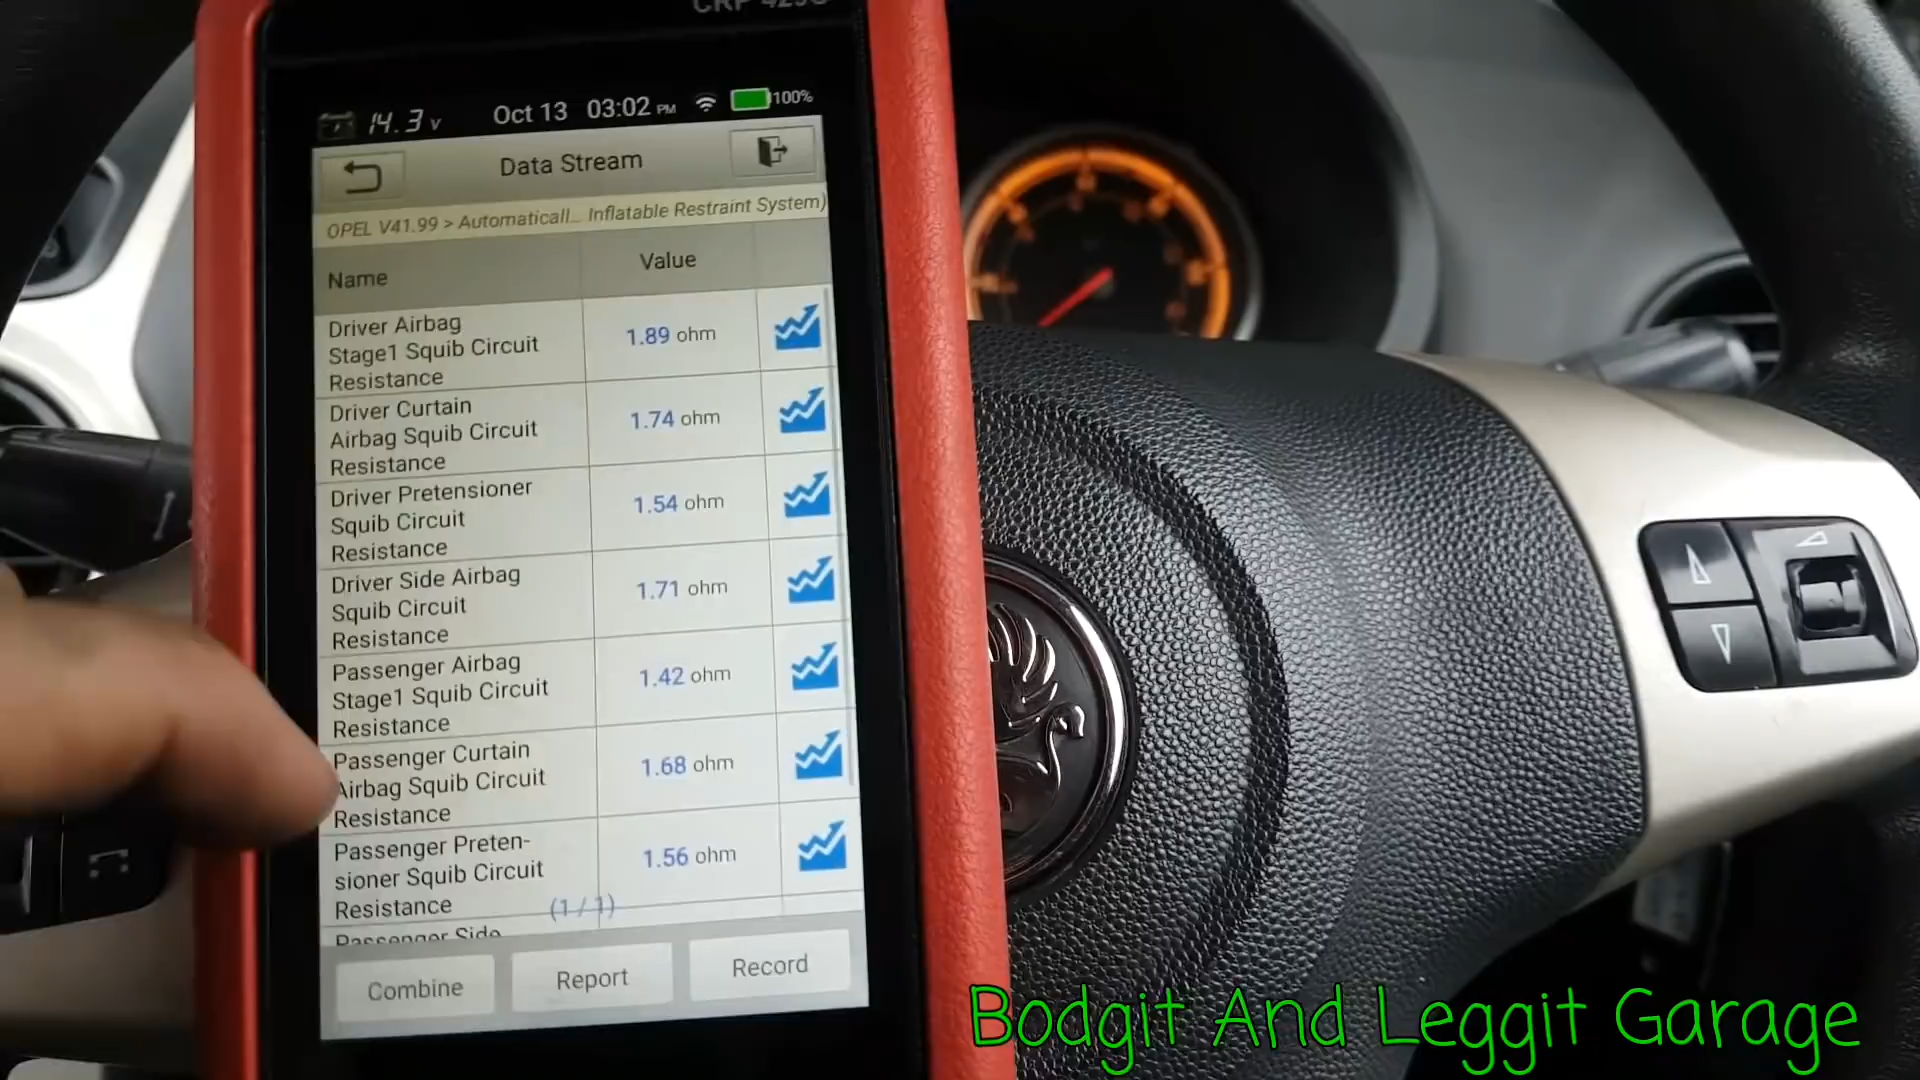 14.3 v Oct 13 03:02 PM 100%
Data Stream
OPEL V41.99 > Automaticall... Inflatable Restraint System)
Name Value
Driver Airbag
Stage1 Squib Circuit
Resistance
1.89 ohm
Driver Curtain
Airbag Squib Circuit
Resistance
1.74 ohm
Driver Pretensioner
Squib Circuit
Resistance
1.54 ohm
Driver Side Airbag
Squib Circuit
Resistance
1.71 ohm
Passenger Airbag
Stage1 Squib Circuit
Resistance
1.42 ohm
Passenger Curtain
Airbag Squib Circuit
Resistance
1.68 ohm
Passenger Preten-
sioner Squib Circuit
Resistance
1.56 ohm
(1 / 1)
Passenger Side
Combine Report Record
Bodgit And Leggit Garage